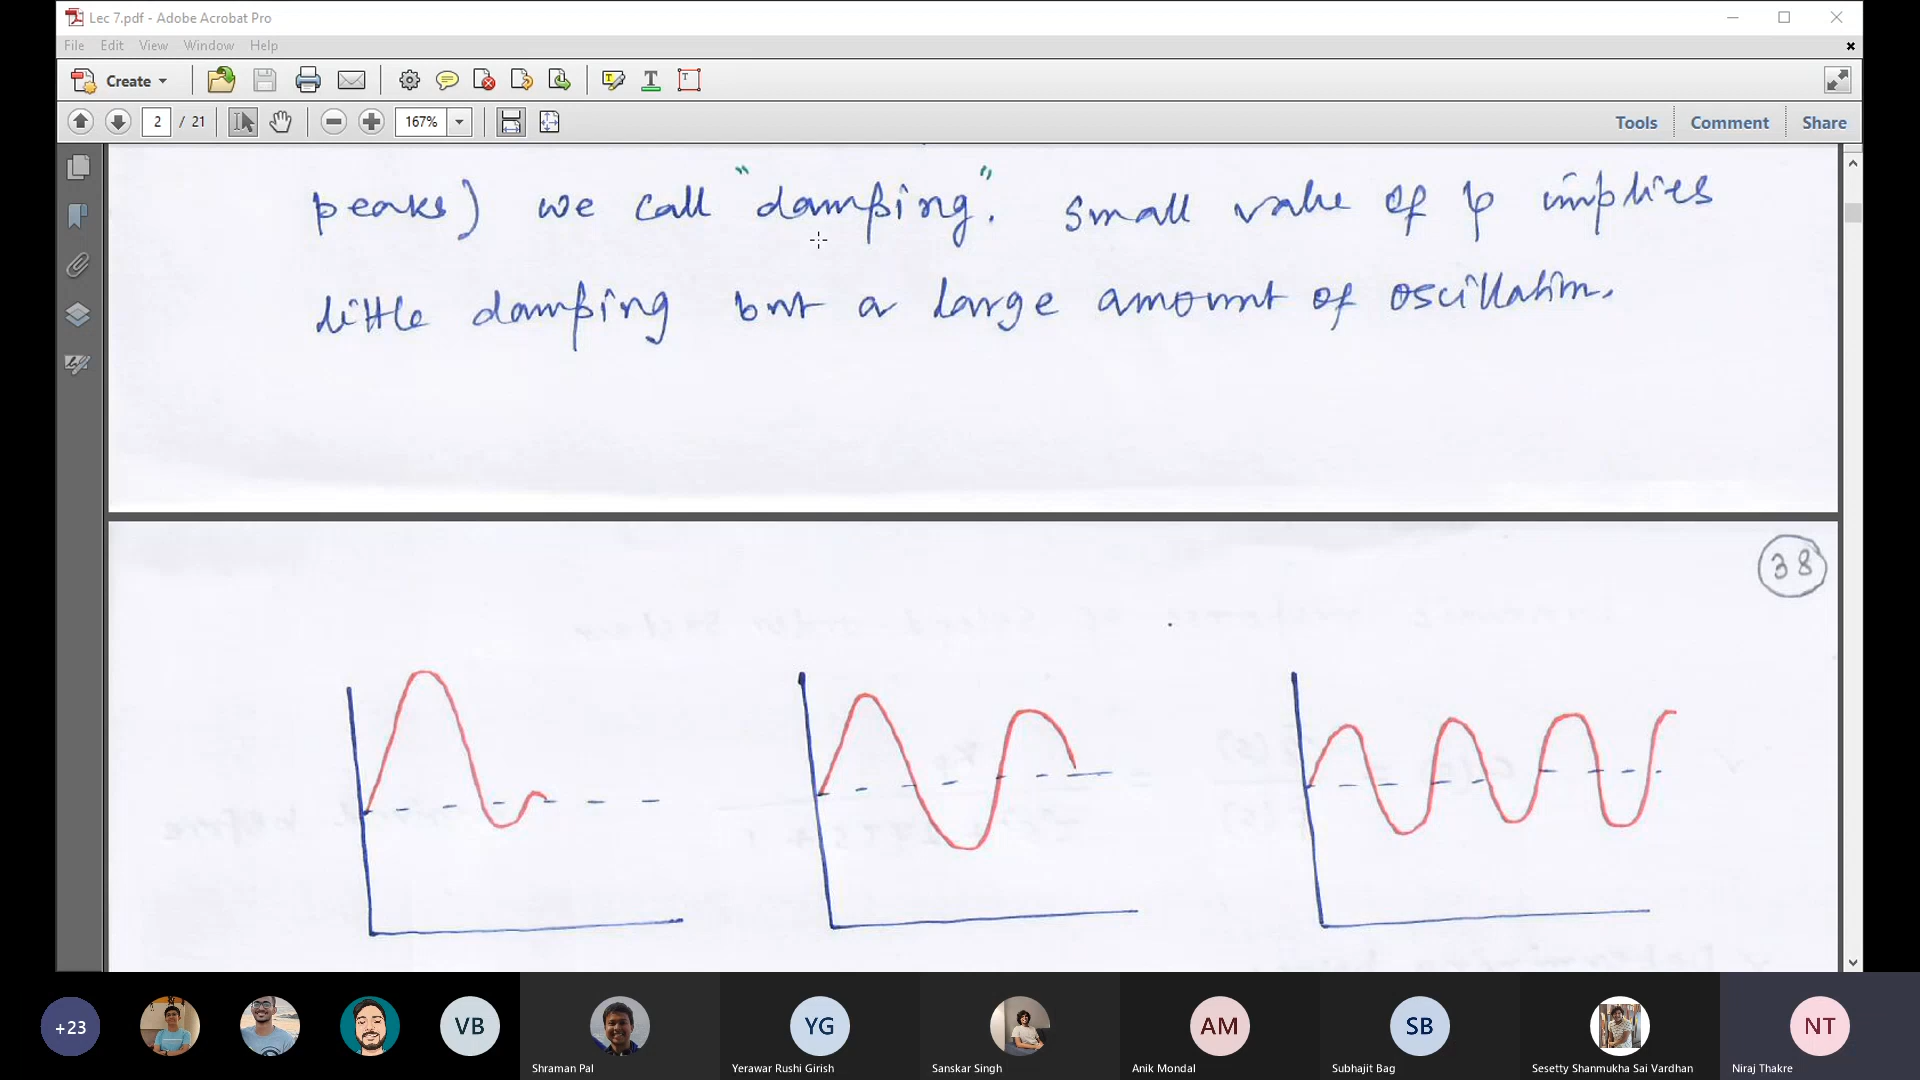 Lec 7.pdf - Adobe Acrobat Pro
File Edit View Window Help
Create
2 / 21 167% Tools Comment Share
peaks) we call "damping". Small value of ψ implies
little damping but a large amount of oscillation.
38
+23 VB YG AM SB NT
Shraman Pal Yerawar Rushi Girish Sanskar Singh Anik Mondal Subhajit Bag Sesetty Shanmukha Sai Vardhan Niraj Thakre